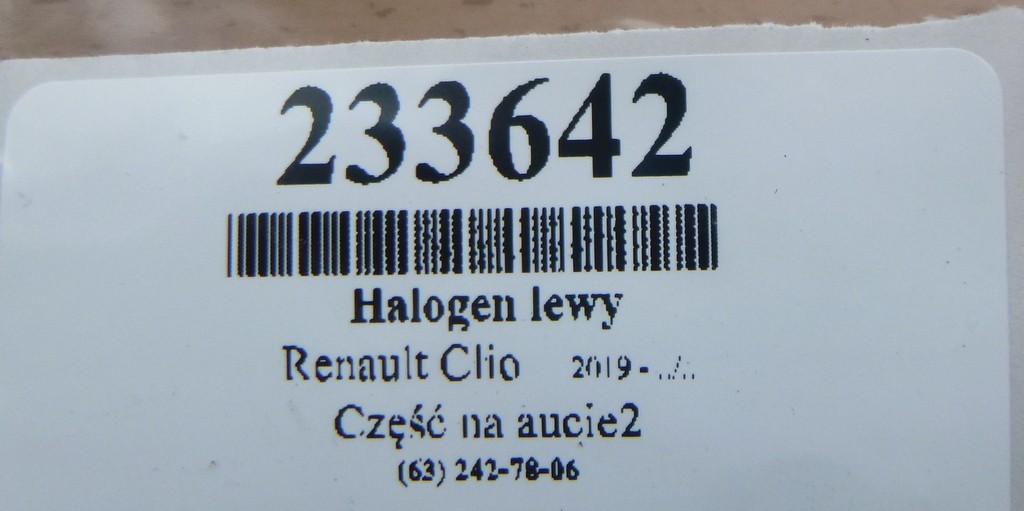 233642
Halogen lewy
Renault Clio 2019 - ../..
Część na aucie2
(63) 242-78-06